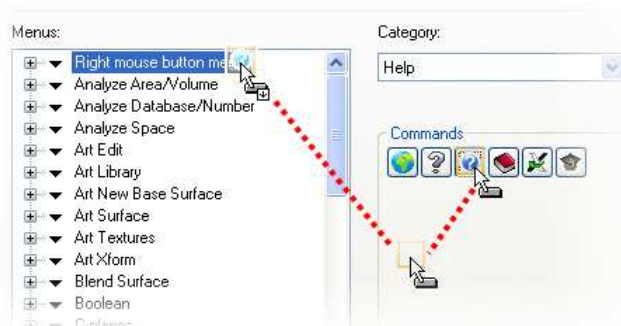 Menus:
Right mouse button me
Analyze Area/Volume
Analyze Database/Number
Analyze Space
Art Edit
Art Library
Art New Base Surface
Art Surface
Art Textures
Art Xform
Blend Surface
Boolean
C-planes
Category:
Help
Commands